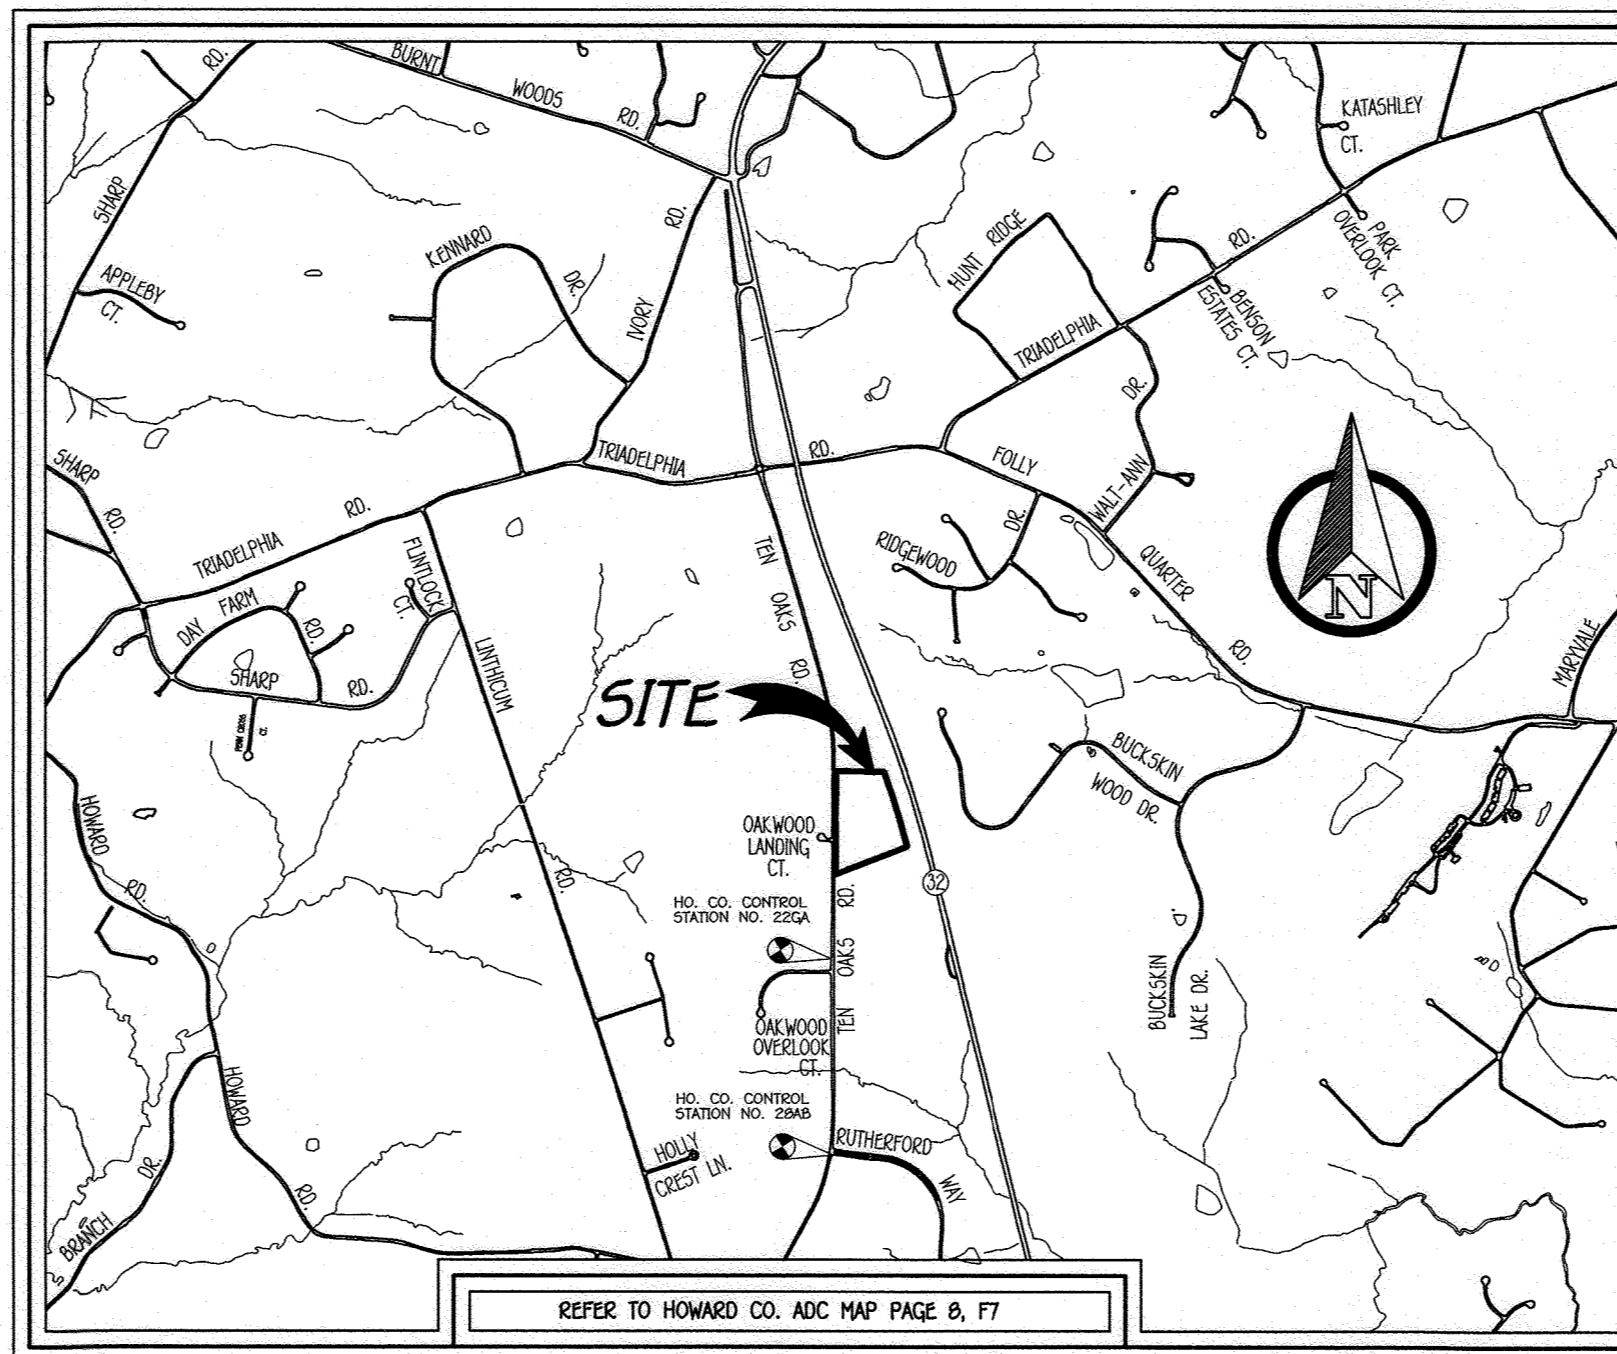 RD.
BURNT
WOODS
RD.
KATASHLEY
CT.
SHARP
APPLEBY
CT.
KENNARD
DR.
IVORY
RD.
HUNT RIDGE
TRIADELPHIA
RD.
PARK
OVERLOOK CT.
BENSON
ESTATES CT.
DR.
WALT-ANN
SHARP
RD.
TRIADELPHIA
RD.
TRIADELPHIA
RD.
FOLLY
QUARTER
RD.
N
MARYVALE
FLINTLOCK
CT.
DAY FARM
RD.
SHARP
RD.
CT.
LINTHICUM
RD.
TEN
OAKS
RD.
RIDGEWOOD
DR.
SITE
BUCKSKIN
WOOD DR.
OAKWOOD
LANDING
CT.
32
HOWARD
RD.
HO. CO. CONTROL
STATION NO. 22GA
TEN OAKS RD.
OAKWOOD
OVERLOOK
CT.
BUCKSKIN
LAKE DR.
HO. CO. CONTROL
STATION NO. 28AB
RUTHERFORD
WAY
HOLLY
CREST LN.
HOWARD
RD.
BRANCH
DR.
REFER TO HOWARD CO. ADC MAP PAGE 8, F7